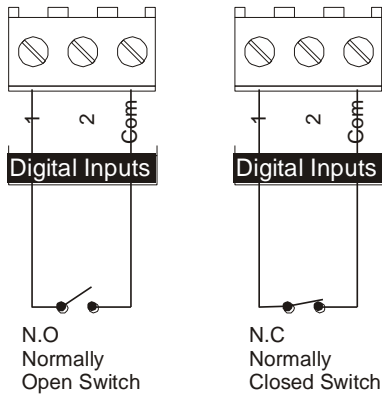 1 2 Com
Digital Inputs
N.O
Normally
Open Switch
1 2 Com
Digital Inputs
N.C
Normally
Closed Switch